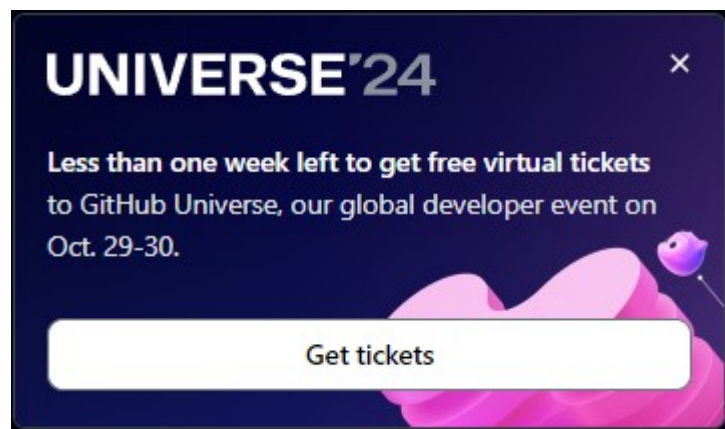 UNIVERSE'24
Less than one week left to get free virtual tickets
to GitHub Universe, our global developer event on
Oct. 29-30.
Get tickets